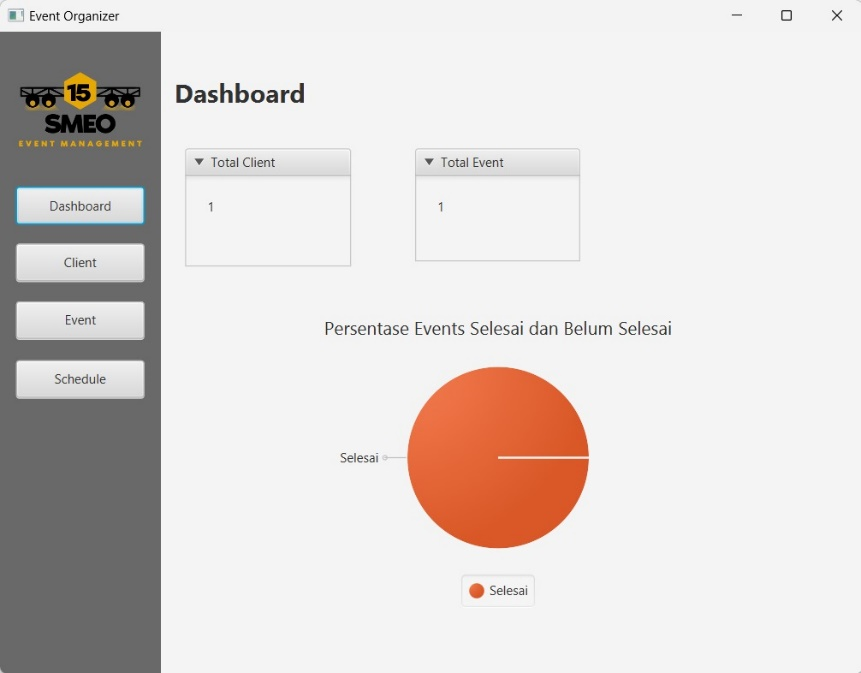 Event Organizer
15
SMEO
EVENT MANAGEMENT
Dashboard
Client
Event
Schedule
Dashboard
Total Client
1
Total Event
1
Persentase Events Selesai dan Belum Selesai
Selesai
Selesai